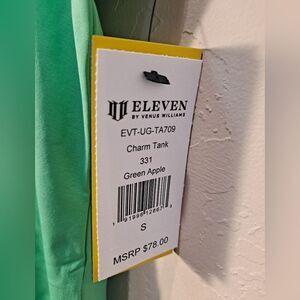 ELEVEN
BY VENUS WILLIAMS
EVT-UG-TA709
Charm Tank
331
Green Apple
S
MSRP $78.00